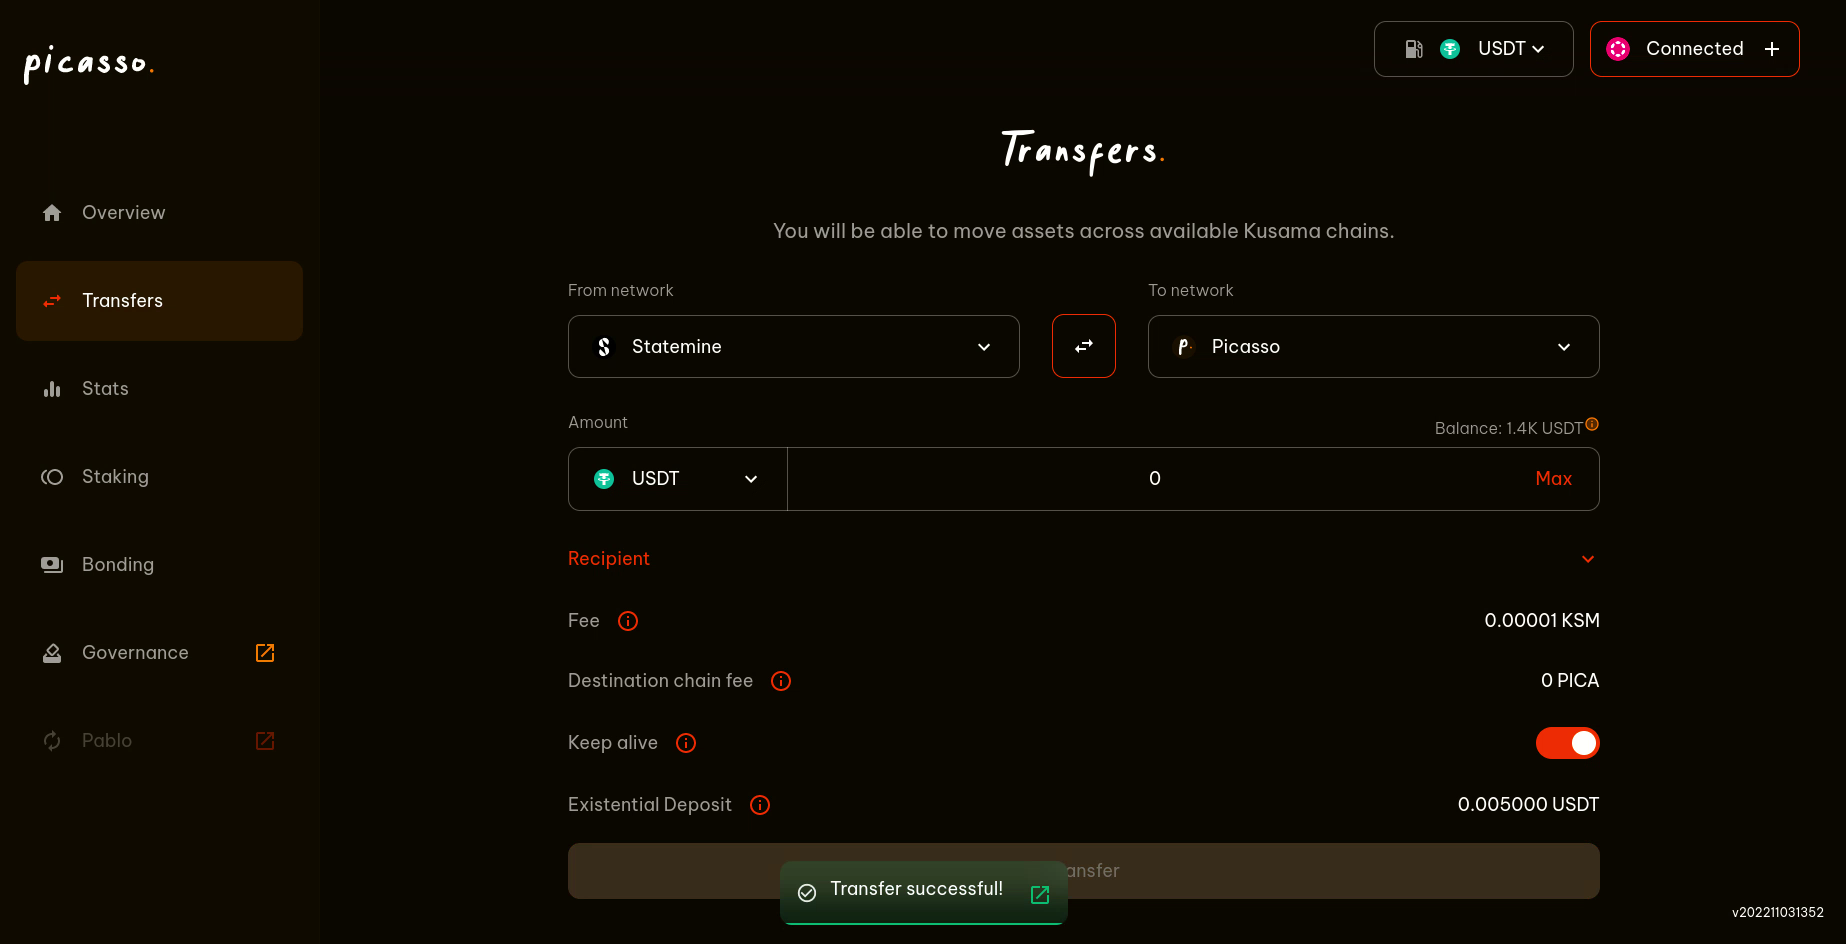 picasso.
USDT
Connected
Transfers.
You will be able to move assets across available Kusama chains.
Overview
Transfers
Stats
Staking
Bonding
Governance
Pablo
From network
To network
Statemine
Picasso
Amount
Balance: 1.4K USDT
USDT
0
Max
Recipient
Fee
0.00001 KSM
Destination chain fee
0 PICA
Keep alive
Existential Deposit
0.005000 USDT
ansfer
Transfer successful!
v202211031352